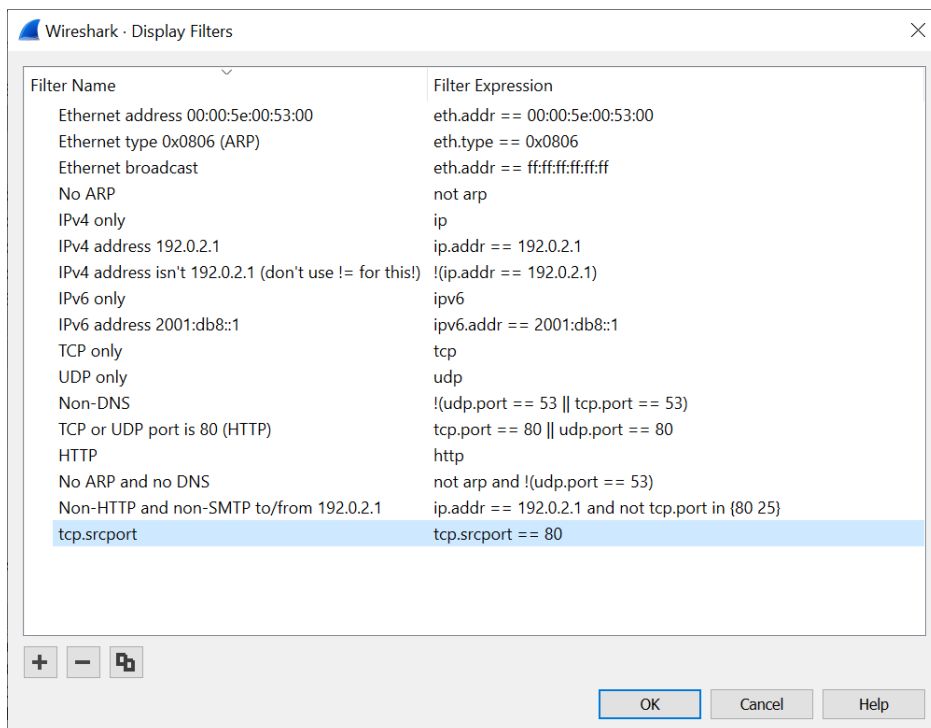 Wireshark · Display Filters
Filter Name Filter Expression
Ethernet address 00:00:5e:00:53:00 eth.addr == 00:00:5e:00:53:00
Ethernet type 0x0806 (ARP) eth.type == 0x0806
Ethernet broadcast eth.addr == ff:ff:ff:ff:ff:ff
No ARP not arp
IPv4 only ip
IPv4 address 192.0.2.1 ip.addr == 192.0.2.1
IPv4 address isn't 192.0.2.1 (don't use != for this!) !(ip.addr == 192.0.2.1)
IPv6 only ipv6
IPv6 address 2001:db8::1 ipv6.addr == 2001:db8::1
TCP only tcp
UDP only udp
Non-DNS !(udp.port == 53 || tcp.port == 53)
TCP or UDP port is 80 (HTTP) tcp.port == 80 || udp.port == 80
HTTP http
No ARP and no DNS not arp and !(udp.port == 53)
Non-HTTP and non-SMTP to/from 192.0.2.1 ip.addr == 192.0.2.1 and not tcp.port in {80 25}
tcp.srcport tcp.srcport == 80
OK Cancel Help